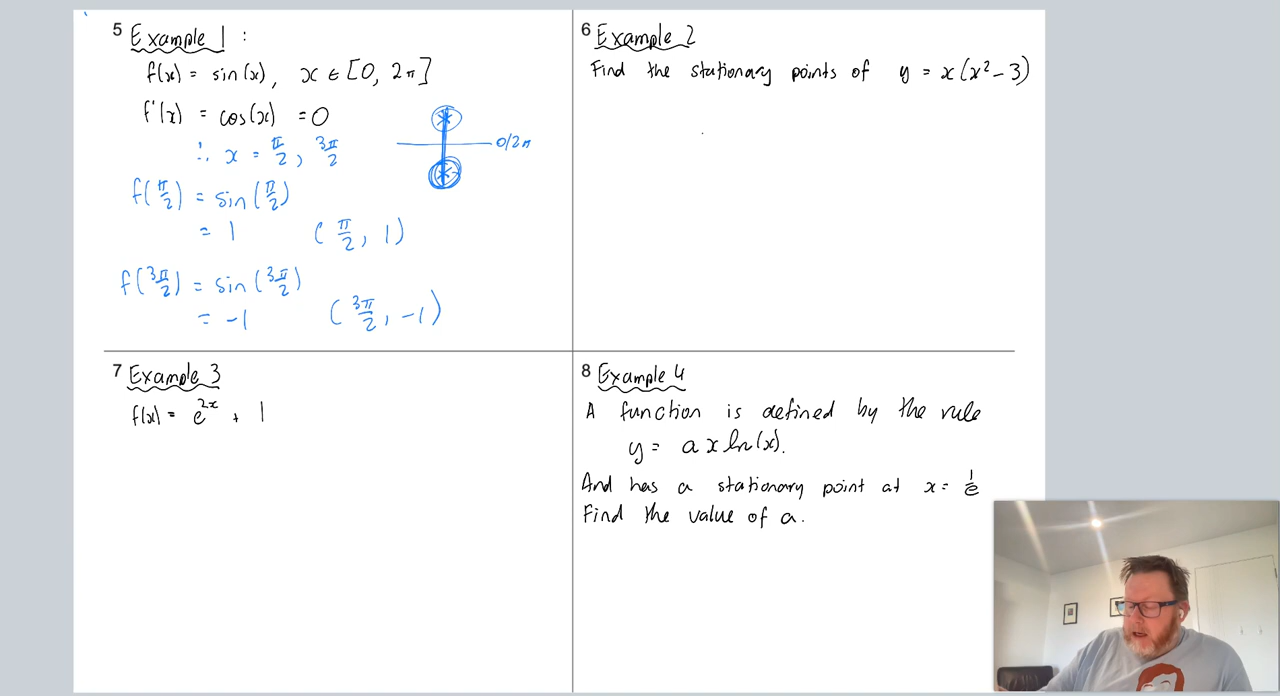 5 Example 1 :
f(x) = sin(x), x ∈ [0, 2π]
f'(x) = cos(x) = 0
∴ x = π/2, 3π/2
0/2π
f(π/2) = sin(π/2)
= 1 (π/2, 1)
f(3π/2) = sin(3π/2)
= -1 (3π/2, -1)
6 Example 2
Find the stationary points of y = x(x² - 3)
7 Example 3
f(x) = e^2x + 1
8 Example 4
A function is defined by the rule
y = a x ln(x).
And has a stationary point at x = 1/e
Find the value of a.